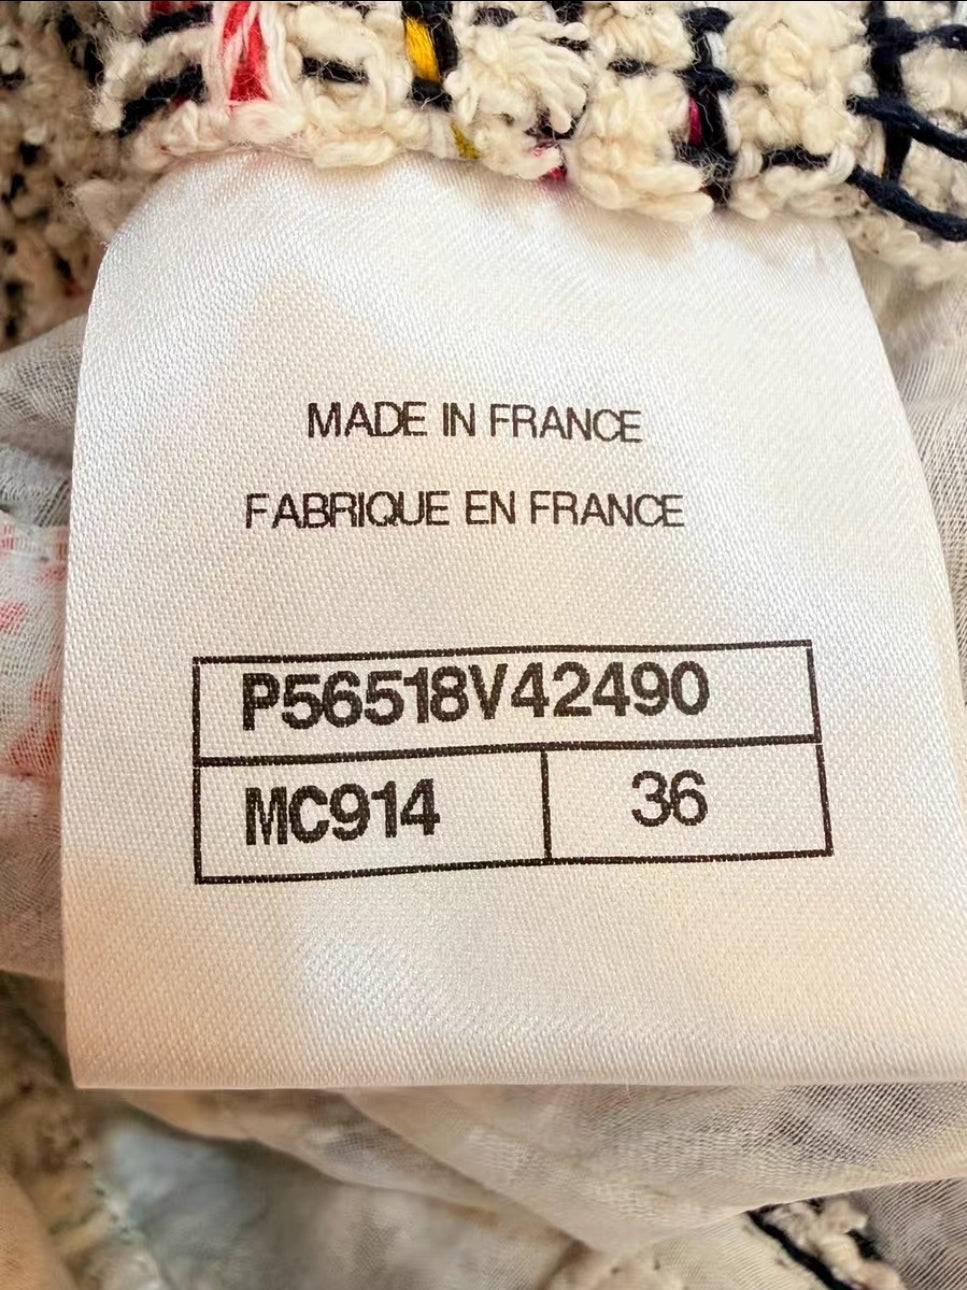 MADE IN FRANCE
FABRIQUE EN FRANCE
P56518V42490
MC914 36